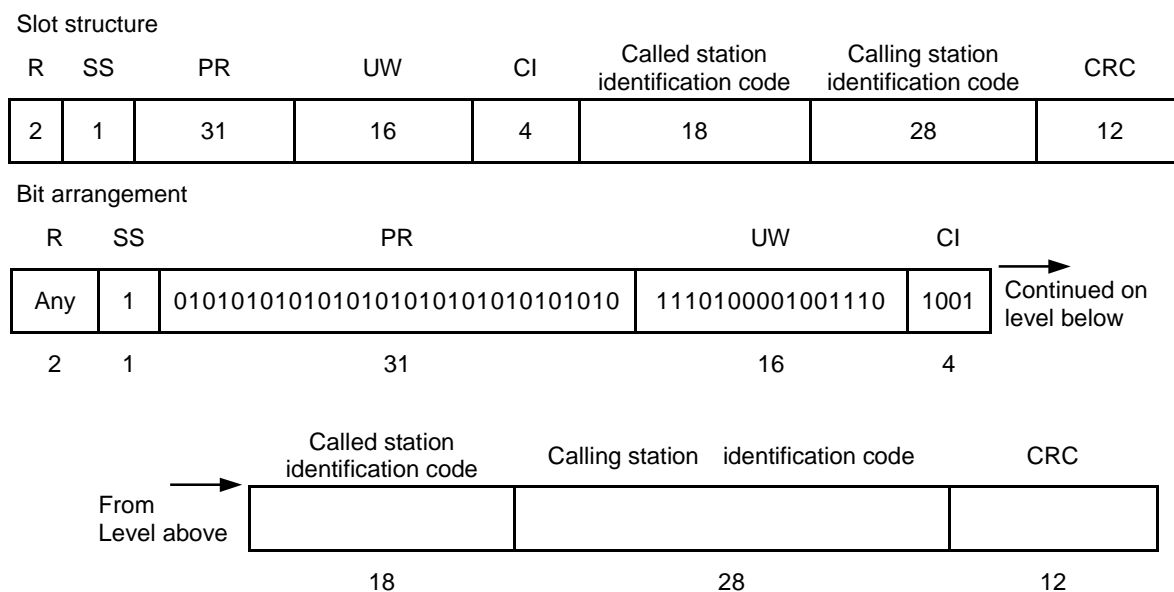 Slot structure
R SS PR UW CI Called station identification code Calling station identification code CRC
2 1 31 16 4 18 28 12
Bit arrangement
R SS PR UW CI
Any 1 0101010101010101010101010101010 1110100001001110 1001 Continued on level below
2 1 31 16 4
Called station identification code Calling station identification code CRC
From
Level above
18 28 12